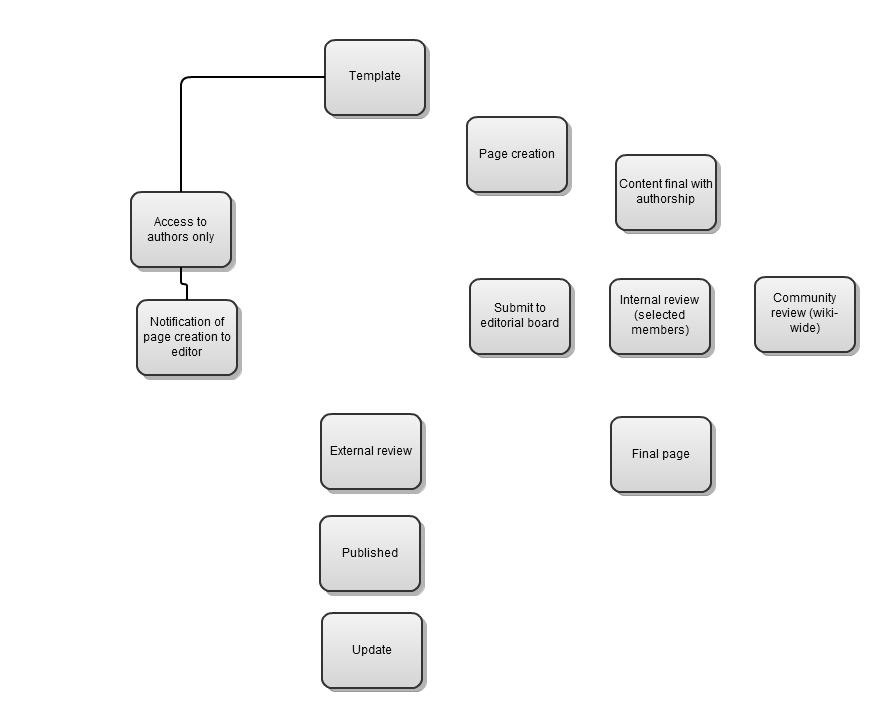 Template
Page creation
Content final with
authorship
Access to
authors only
Notification of
page creation to
editor
Submit to
editorial board
Internal review
(selected
members)
Community
review (wiki-
wide)
External review
Final page
Published
Update